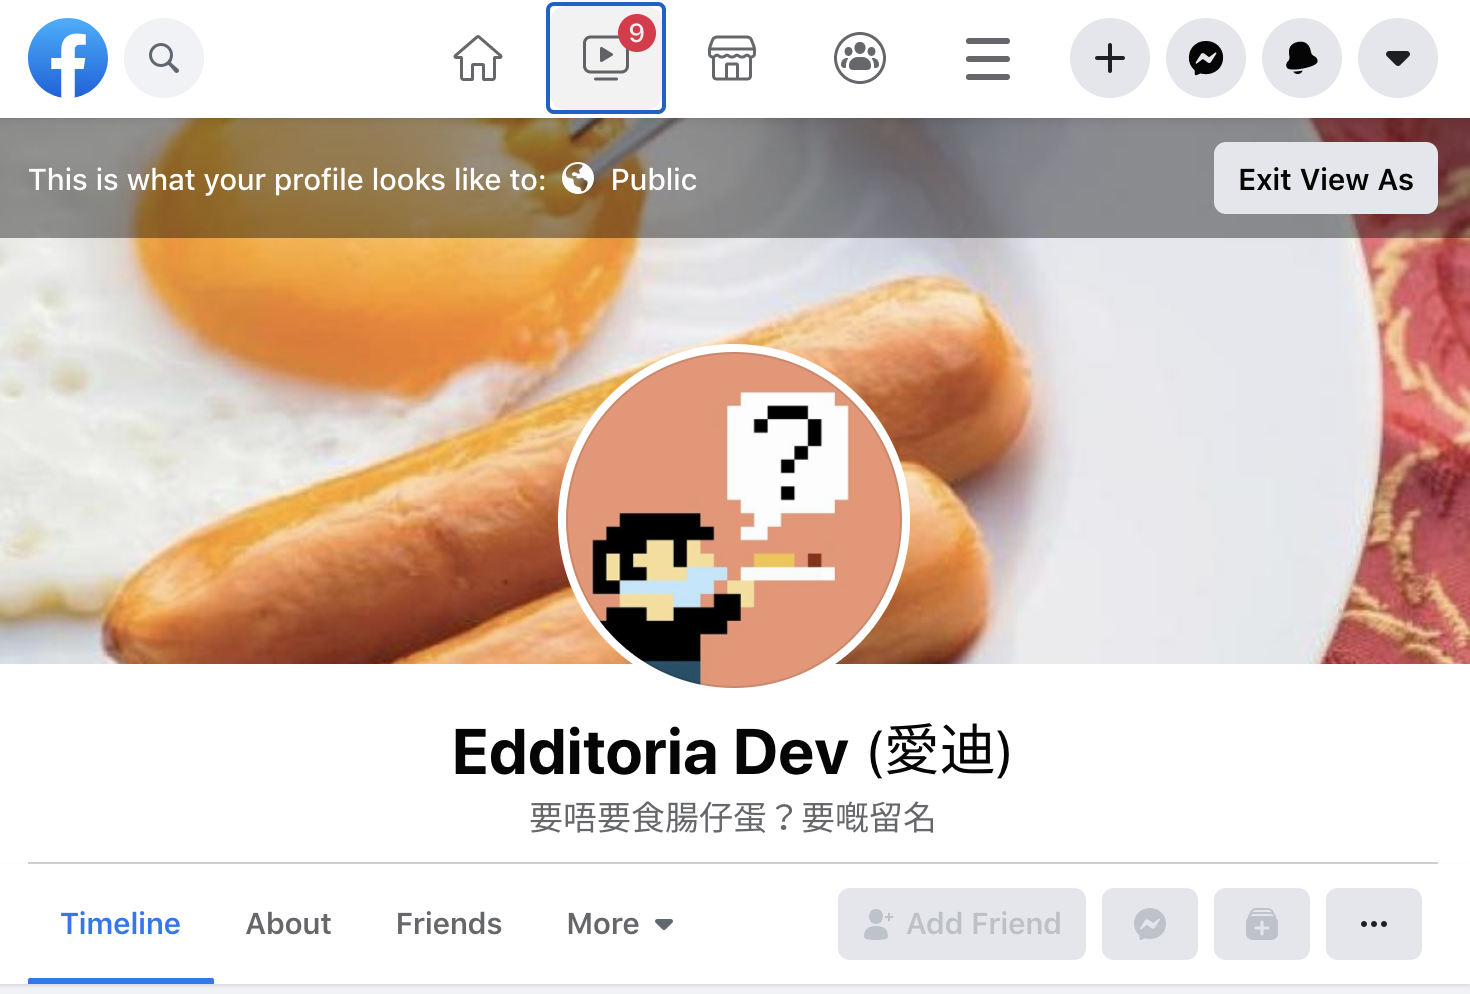 9
This is what your profile looks like to: Public
Exit View As
?
Edditoria Dev (愛迪)
要唔要食腸仔蛋？要嘅留名
Timeline
About
Friends
More
Add Friend